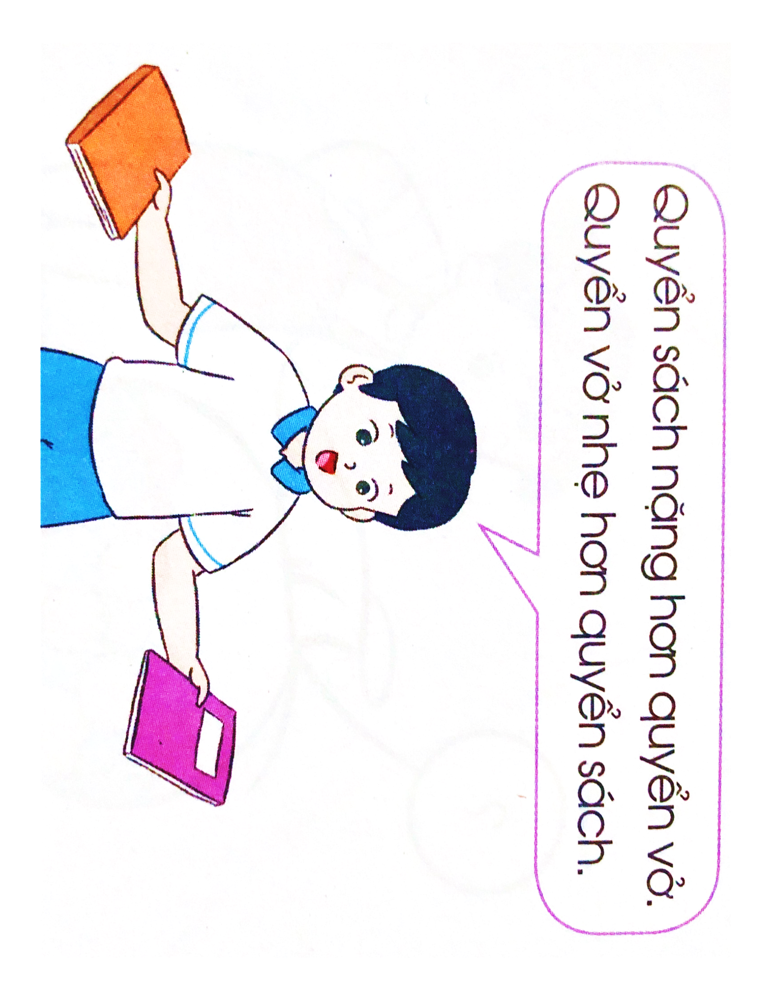 Quyển sách nặng hơn quyển vở.
Quyển vở nhẹ hơn quyển sách.